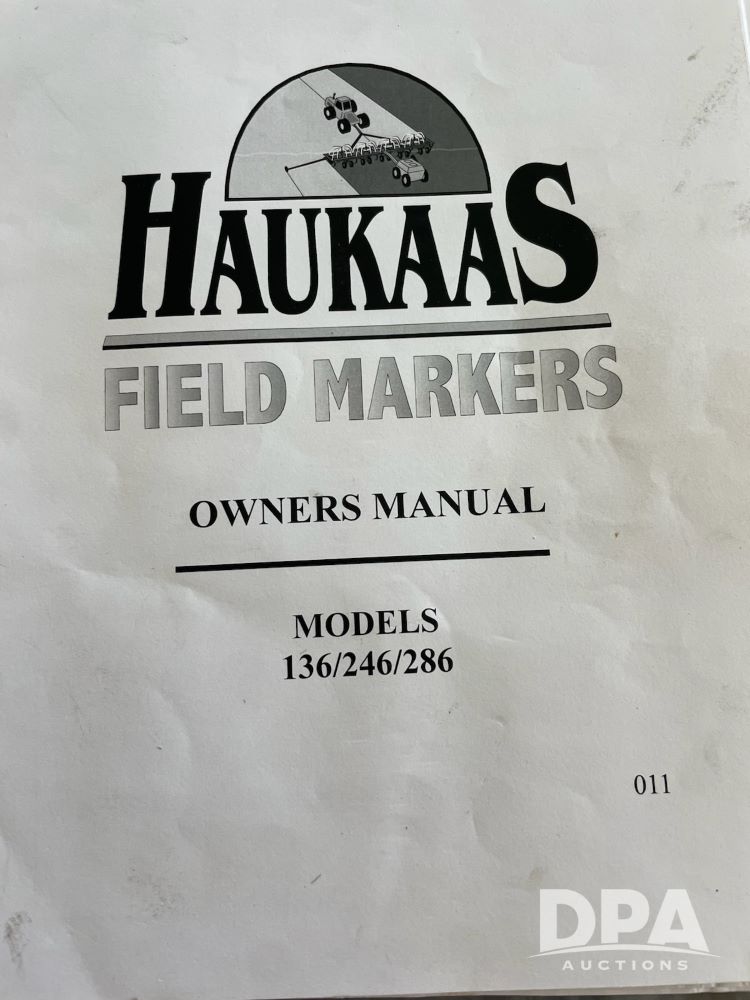 HAUKAAS
FIELD MARKERS
OWNERS MANUAL
MODELS
136/246/286
011
DPA
AUCTIONS